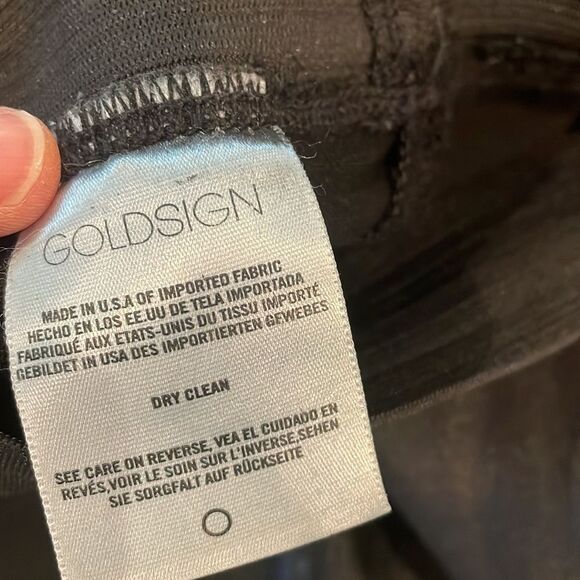 GOLDSIGN
MADE IN U.S.A OF IMPORTED FABRIC
HECHO EN LOS EE.UU DE TELA IMPORTADA
FABRIQUÉ AUX ETATS-UNIS DU TISSU IMPORTÉ
GEBILDET IN USA DES IMPORTIERTEN GEWEBES
DRY CLEAN
SEE CARE ON REVERSE, VEA EL CUIDADO EN
REVÉS,VOIR LE SOIN SUR L'INVERSE,SEHEN
SIE SORGFALT AUF RÜCKSEITE